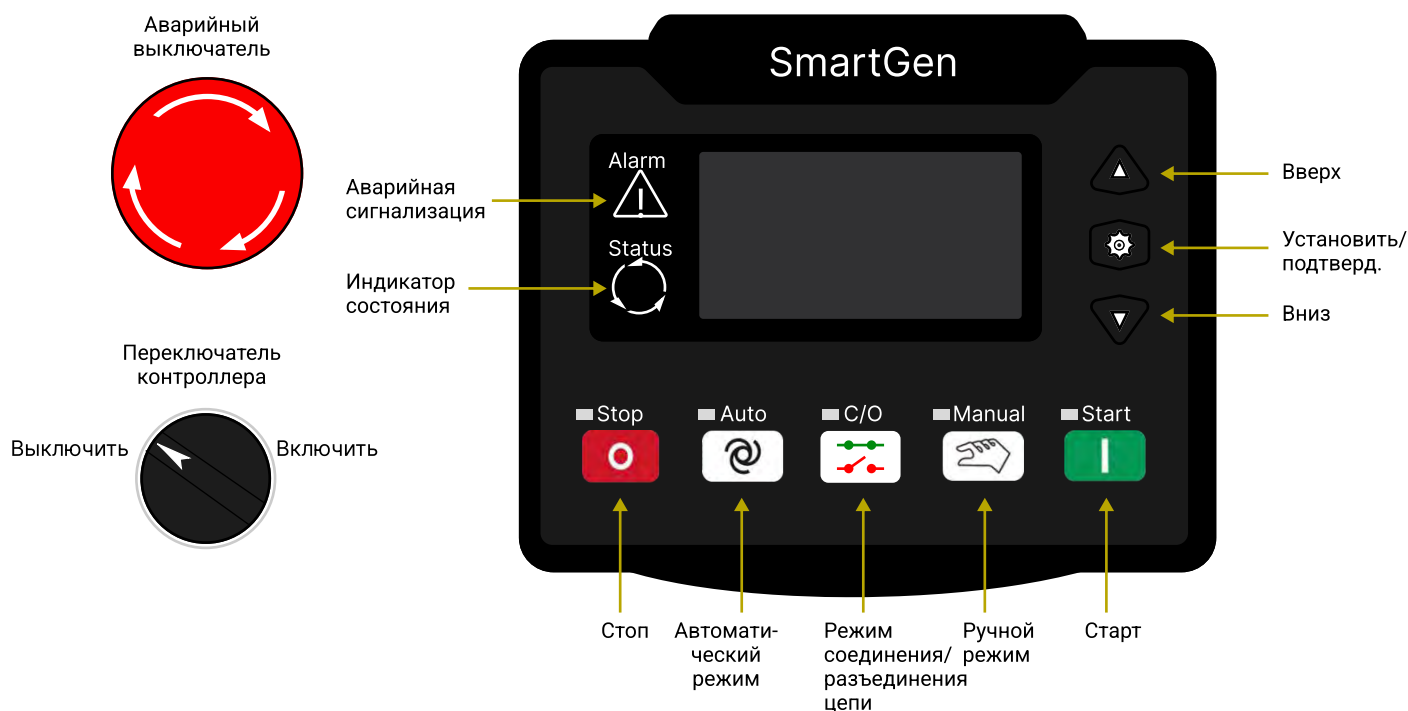 Аварийный
выключатель
SmartGen
Alarm
Аварийная
сигнализация
Status
Индикатор
состояния
Вверх
Установить/
подтверд.
Вниз
Переключатель
контроллера
Выключить
Включить
Stop
Auto
C/O
Manual
Start
Стоп
Автомати-
ческий
режим
Режим
соединения/
разъединения
цепи
Ручной
режим
Старт